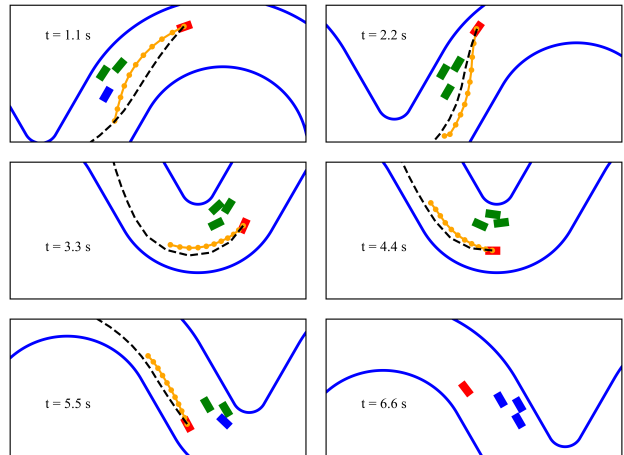 t = 1.1 s
t = 2.2 s
t = 3.3 s
t = 4.4 s
t = 5.5 s
t = 6.6 s